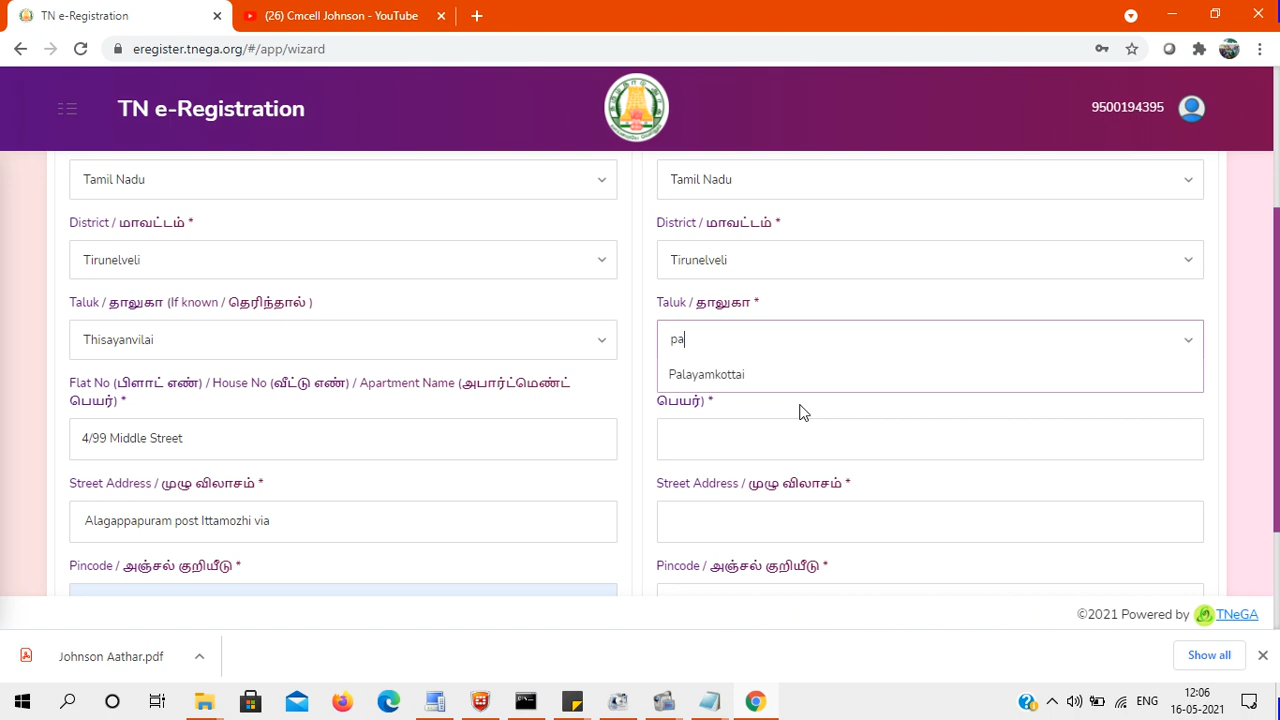 TN e-Registration
(26) Cmcell Johnson - YouTube
eregister.tnega.org/#/app/wizard
TN e-Registration
9500194395
Tamil Nadu
Tamil Nadu
District / மாவட்டம் *
District / மாவட்டம் *
Tirunelveli
Tirunelveli
Taluk / தாலுகா (If known / தெரிந்தால் )
Taluk / தாலுகா *
Thisayanvilai
pa
Palayamkottai
Flat No (பிளாட் எண்) / House No (வீட்டு எண்) / Apartment Name (அபார்ட்மெண்ட்
பெயர்) *
பெயர்) *
4/99 Middle Street
Street Address / முழு விலாசம் *
Street Address / முழு விலாசம் *
Alagappapuram post Ittamozhi via
Pincode / அஞ்சல் குறியீடு *
Pincode / அஞ்சல் குறியீடு *
©2021 Powered by TNeGA
Johnson Aathar.pdf
Show all
ENG
12:06
16-05-2021